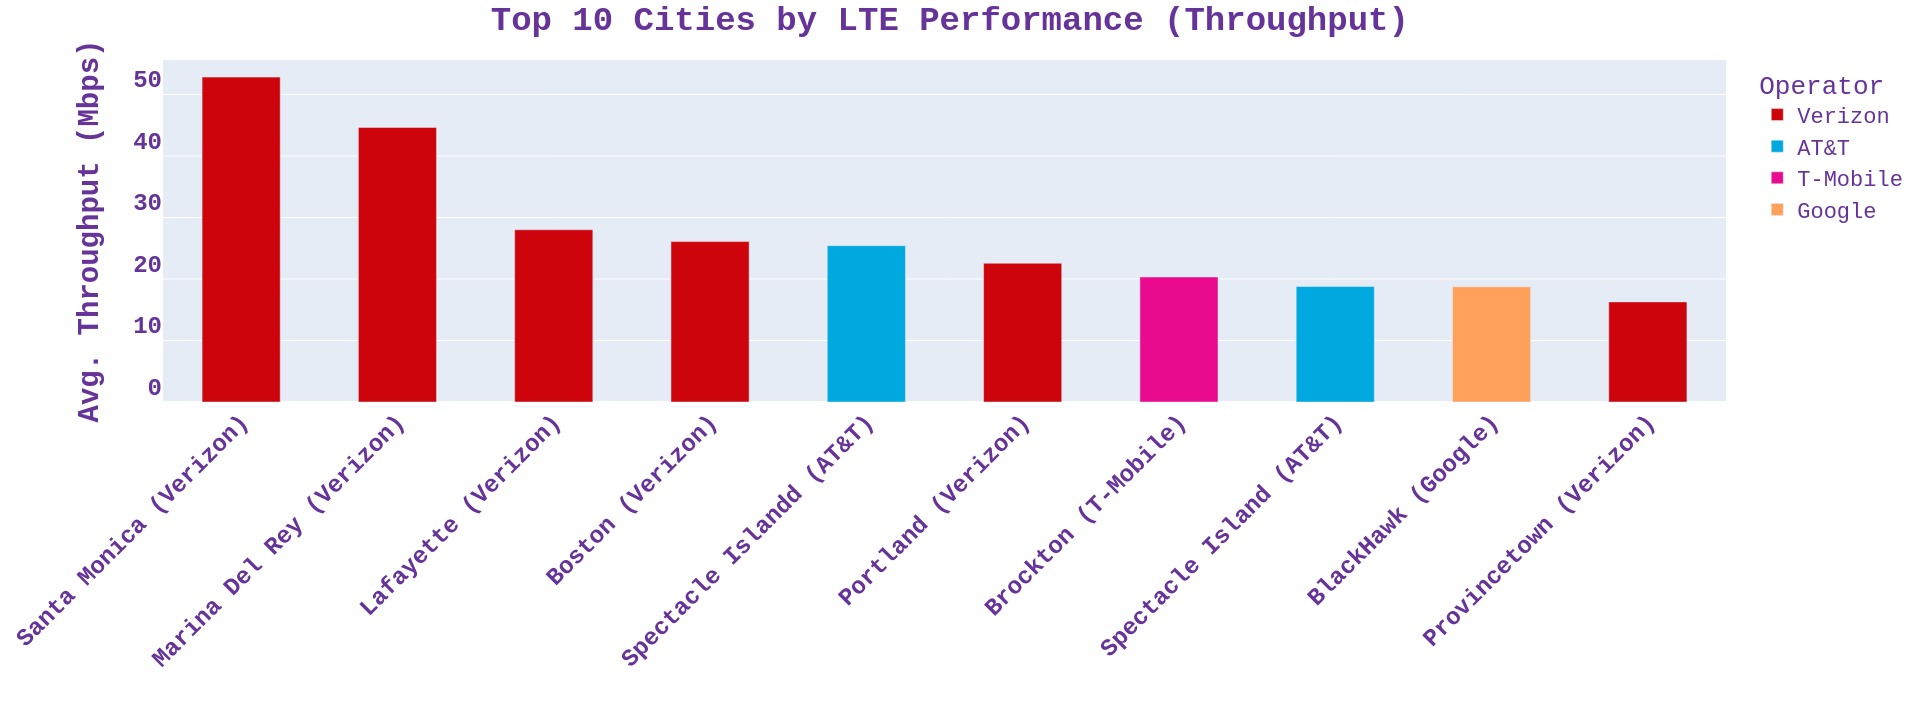 Top 10 Cities by LTE Performance (Throughput)
Avg. Throughput (Mbps)
50
40
30
20
10
0
Santa Monica (Verizon)
Marina Del Rey (Verizon)
Lafayette (Verizon)
Boston (Verizon)
Spectacle Islandd (AT&T)
Portland (Verizon)
Brockton (T-Mobile)
Spectacle Island (AT&T)
BlackHawk (Google)
Provincetown (Verizon)
Operator
Verizon
AT&T
T-Mobile
Google